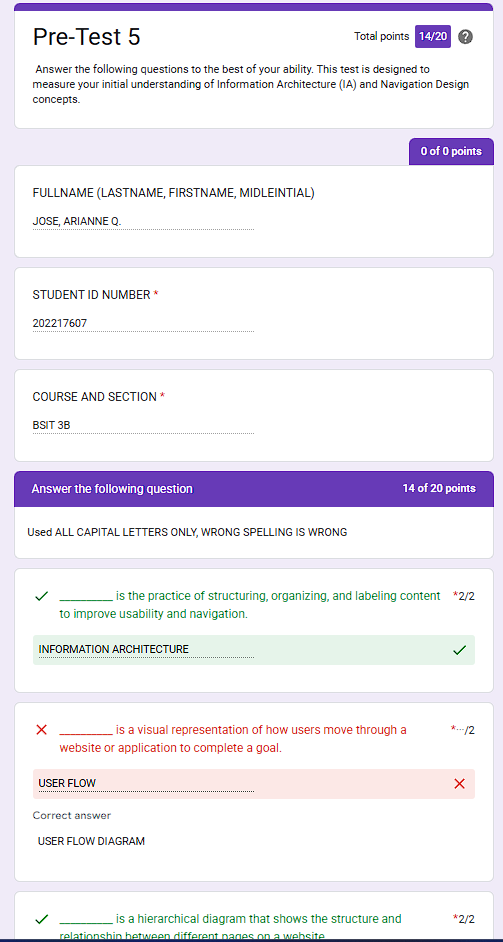 Pre-Test 5
Total points 14/20
Answer the following questions to the best of your ability. This test is designed to
measure your initial understanding of Information Architecture (IA) and Navigation Design
concepts.
0 of 0 points
FULLNAME (LASTNAME, FIRSTNAME, MIDLEINTIAL)
JOSE, ARIANNE Q.
STUDENT ID NUMBER *
202217607
COURSE AND SECTION *
BSIT 3B
Answer the following question 14 of 20 points
Used ALL CAPITAL LETTERS ONLY, WRONG SPELLING IS WRONG
_________ is the practice of structuring, organizing, and labeling content *2/2
to improve usability and navigation.
INFORMATION ARCHITECTURE
_________ is a visual representation of how users move through a *···/2
website or application to complete a goal.
USER FLOW
Correct answer
USER FLOW DIAGRAM
_________ is a hierarchical diagram that shows the structure and *2/2
relationship between different pages on a website.